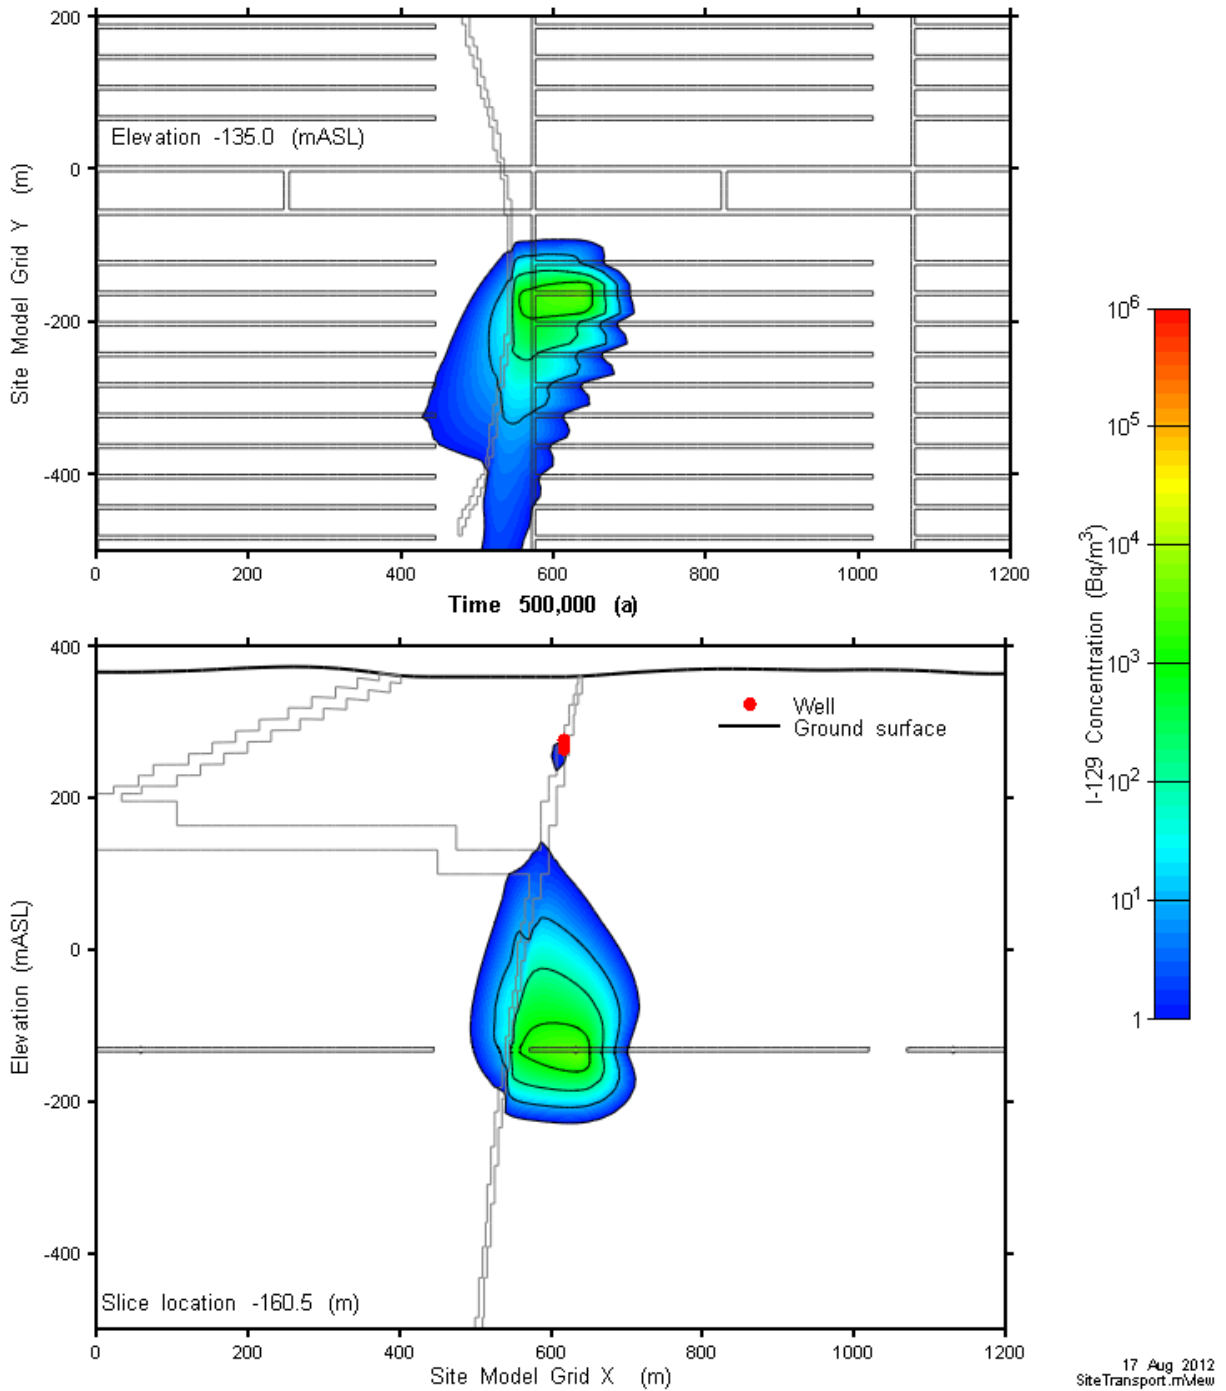 200
0
-200
-400
Site Model Grid Y (m)
Elevation -135.0 (mASL)
0 200 400 600 800 1000 1200
Time 500,000 (a)
400
200
0
-200
-400
Elevation (mASL)
Well
Ground surface
Slice location -160.5 (m)
0 200 400 600 800 1000 1200
Site Model Grid X (m)
10^6
10^5
10^4
10^3
10^2
10^1
1
I-129 Concentration (Bq/m^3)
17 Aug 2012
SiteTransport.mView